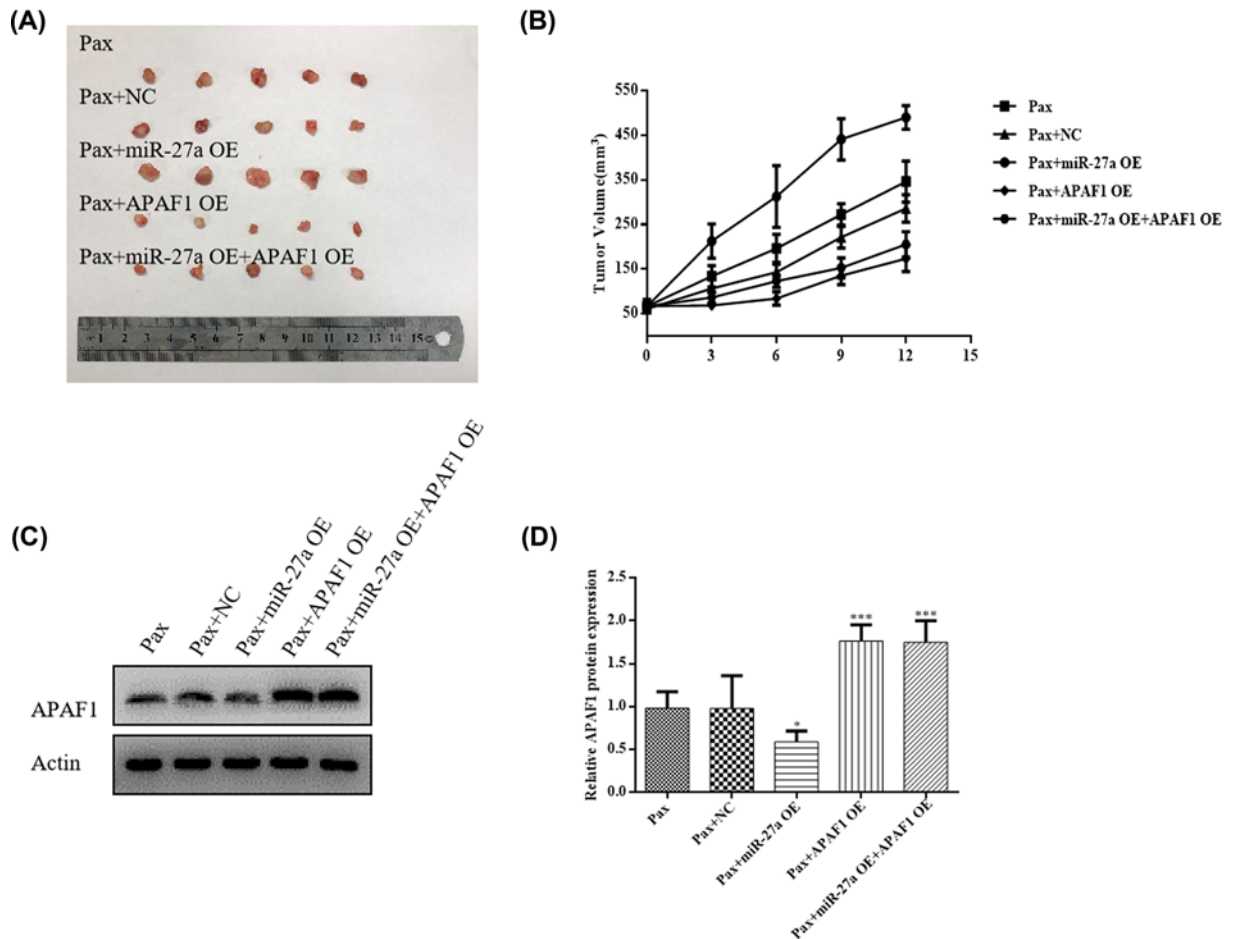 (A)
Pax
Pax+NC
Pax+miR-27a OE
Pax+APAF1 OE
Pax+miR-27a OE+APAF1 OE
1 2 3 4 5 6 7 8 9 10 11 12 13 14 15
(B)
550
450
350
250
150
50
Tumor Volume(mm³)
0 3 6 9 12 15
Pax
Pax+NC
Pax+miR-27a OE
Pax+APAF1 OE
Pax+miR-27a OE+APAF1 OE
(C)
Pax
Pax+NC
Pax+miR-27a OE
Pax+APAF1 OE
Pax+miR-27a OE+APAF1 OE
APAF1
Actin
(D)
Relative APAF1 protein expression
2.5
2.0
1.5
1.0
0.5
0.0
*
***
***
Pax
Pax+NC
Pax+miR-27a OE
Pax+APAF1 OE
Pax+miR-27a OE+APAF1 OE